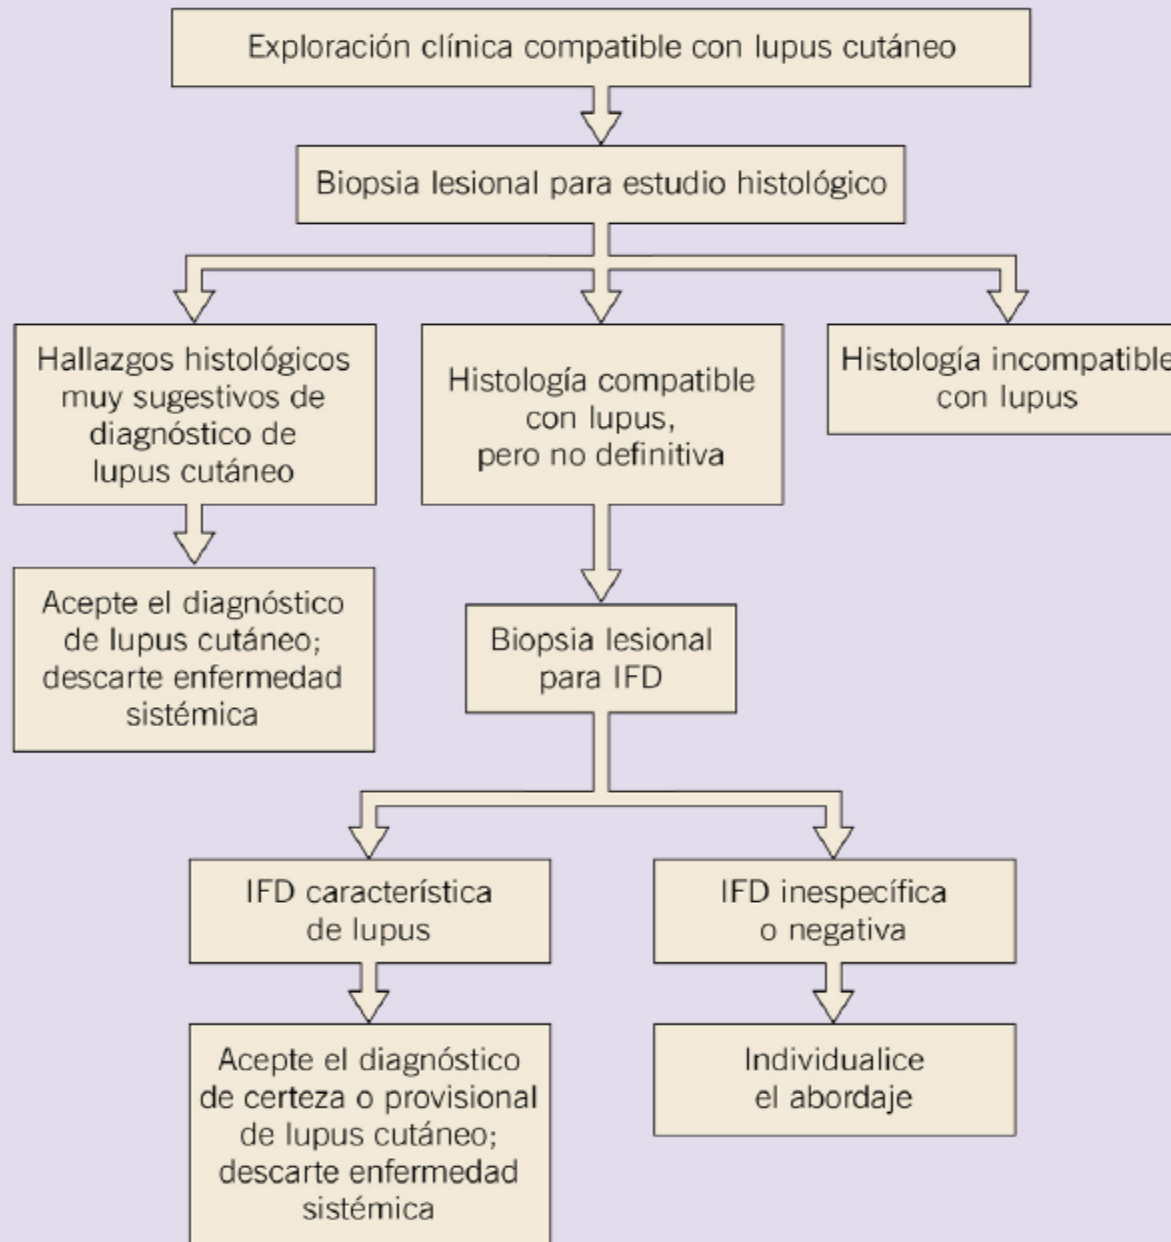 Exploración clínica compatible con lupus cutáneo
Biopsia lesional para estudio histológico
Hallazgos histológicos
muy sugestivos de
diagnóstico de
lupus cutáneo
Histología compatible
con lupus,
pero no definitiva
Histología incompatible
con lupus
Acepte el diagnóstico
de lupus cutáneo;
descarte enfermedad
sistémica
Biopsia lesional
para IFD
IFD característica
de lupus
IFD inespecífica
o negativa
Acepte el diagnóstico
de certeza o provisional
de lupus cutáneo;
descarte enfermedad
sistémica
Individualice
el abordaje